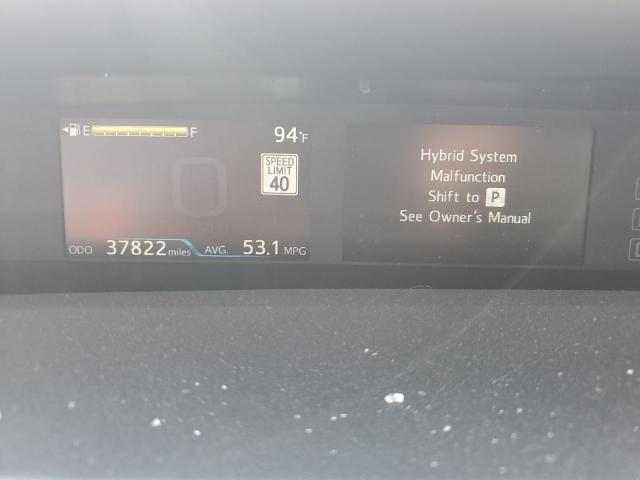 E F
94°F
SPEED
LIMIT
40
0
ODO 37822 miles AVG. 53.1 MPG
Hybrid System
Malfunction
Shift to P
See Owner's Manual